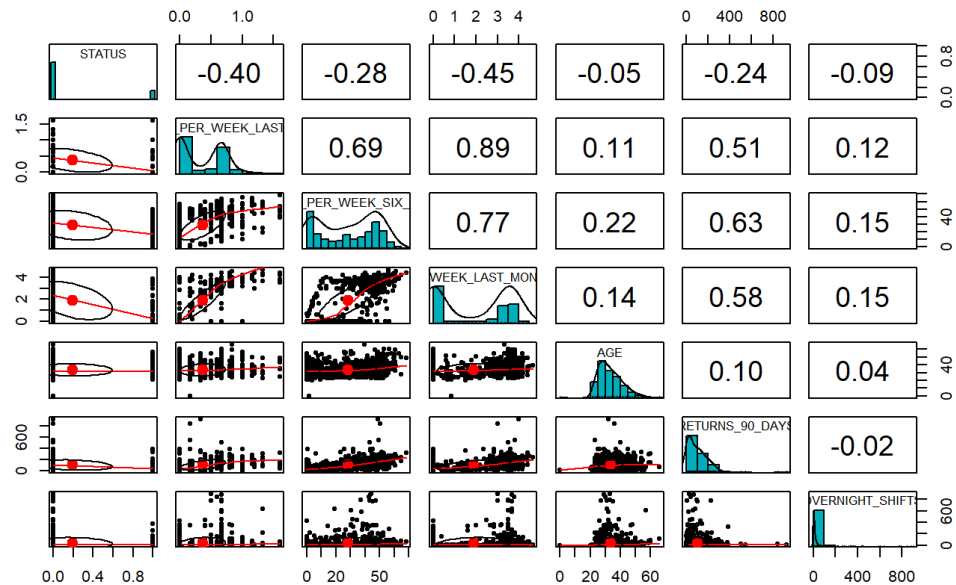 0.0 1.0 0 1 2 3 4 0 400 800
STATUS -0.40 -0.28 -0.45 -0.05 -0.24 -0.09 0.0 0.8
0.0 1.5 PER_WEEK_LAST 0.69 0.89 0.11 0.51 0.12
PER_WEEK_SIX_ 0.77 0.22 0.63 0.15 0 40
0 2 4 WEEK_LAST_MON 0.14 0.58 0.15
AGE 0.10 0.04 0 40
0 600 RETURNS_90_DAYS -0.02
OVERNIGHT_SHIFTS 0 600
0.0 0.4 0.8 0 50 0 20 40 60 0 400 800